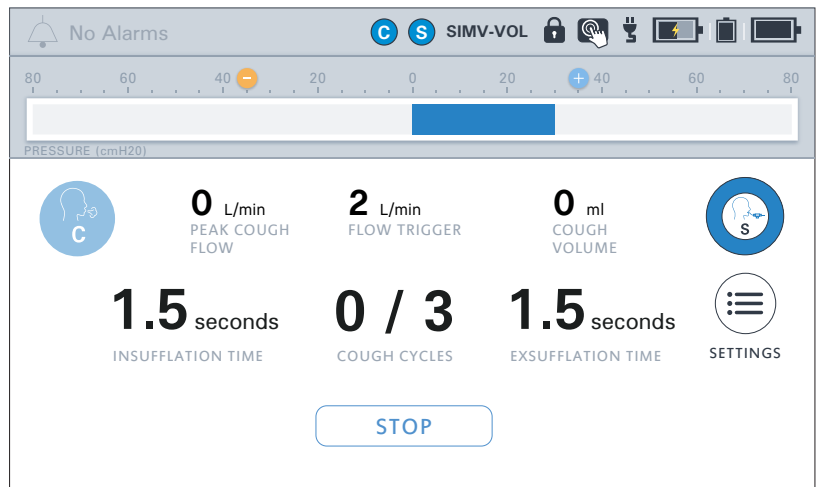 No Alarms C S SIMV-VOL
80 60 40 − 20 0 20 + 40 60 80
PRESSURE (cmH20)
C
0 L/min
PEAK COUGH
FLOW
2 L/min
FLOW TRIGGER
0 ml
COUGH
VOLUME
S
1.5 seconds
INSUFFLATION TIME
0 / 3
COUGH CYCLES
1.5 seconds
EXSUFFLATION TIME
SETTINGS
STOP